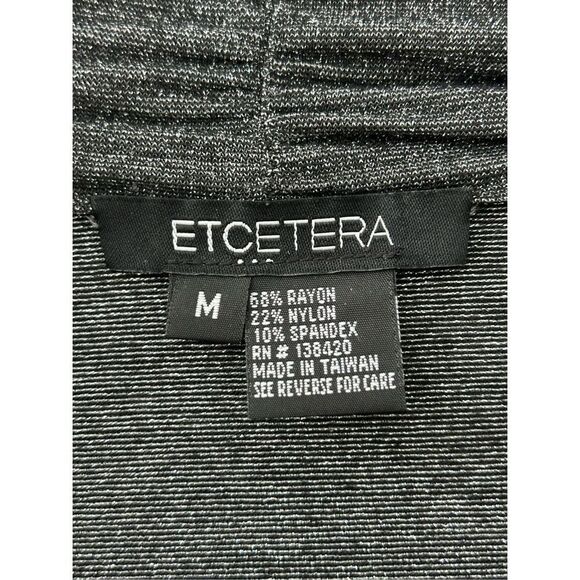 ETCETERA
M
68% RAYON
22% NYLON
10% SPANDEX
RN # 138420
MADE IN TAIWAN
SEE REVERSE FOR CARE